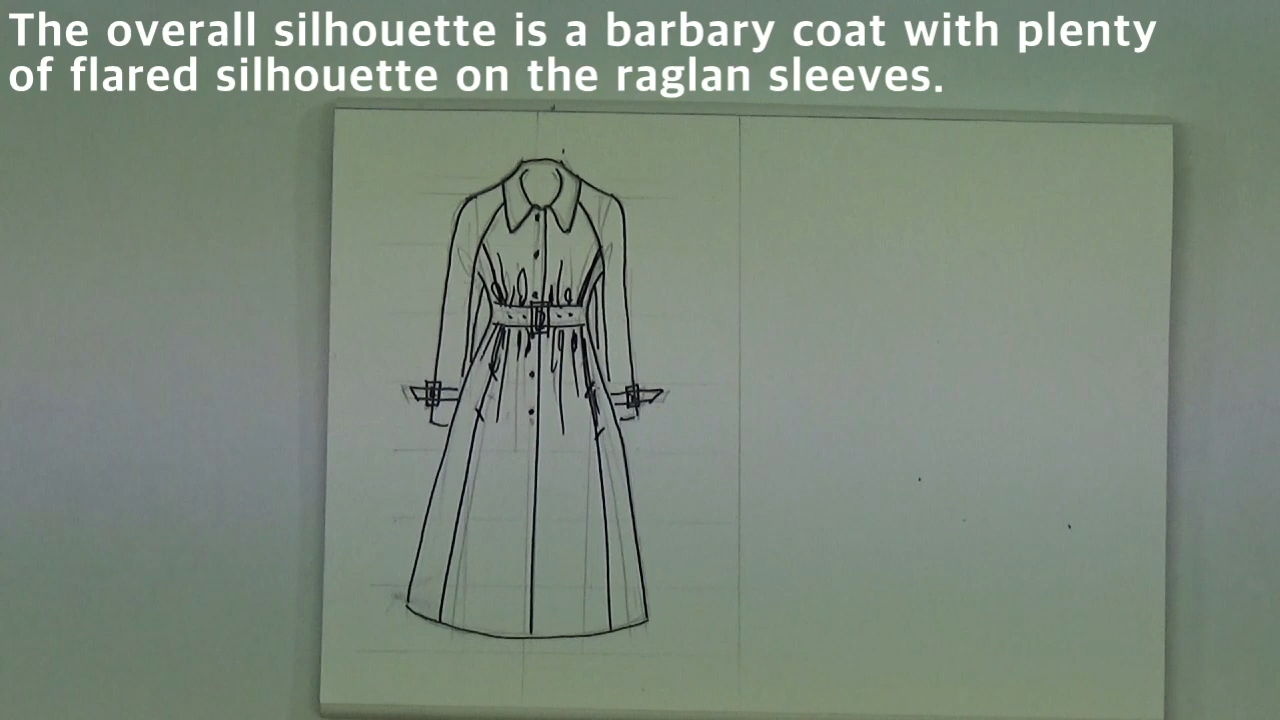 The overall silhouette is a barbary coat with plenty
of flared silhouette on the raglan sleeves.